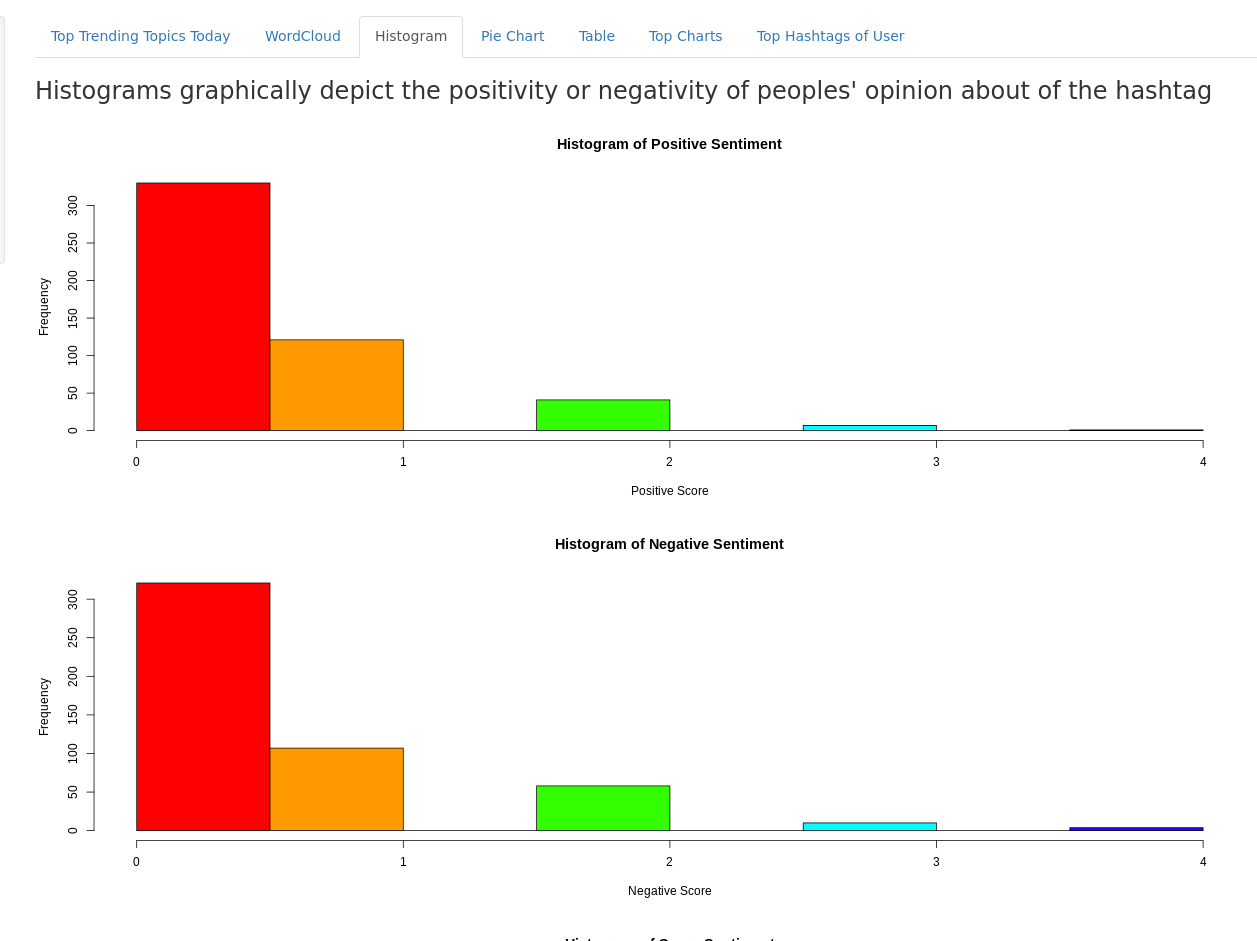 Top Trending Topics Today WordCloud Histogram Pie Chart Table Top Charts Top Hashtags of User
Histograms graphically depict the positivity or negativity of peoples' opinion about of the hashtag
Histogram of Positive Sentiment
Frequency
300
250
200
150
100
50
0
0 1 2 3 4
Positive Score
Histogram of Negative Sentiment
Frequency
300
250
200
150
100
50
0
0 1 2 3 4
Negative Score